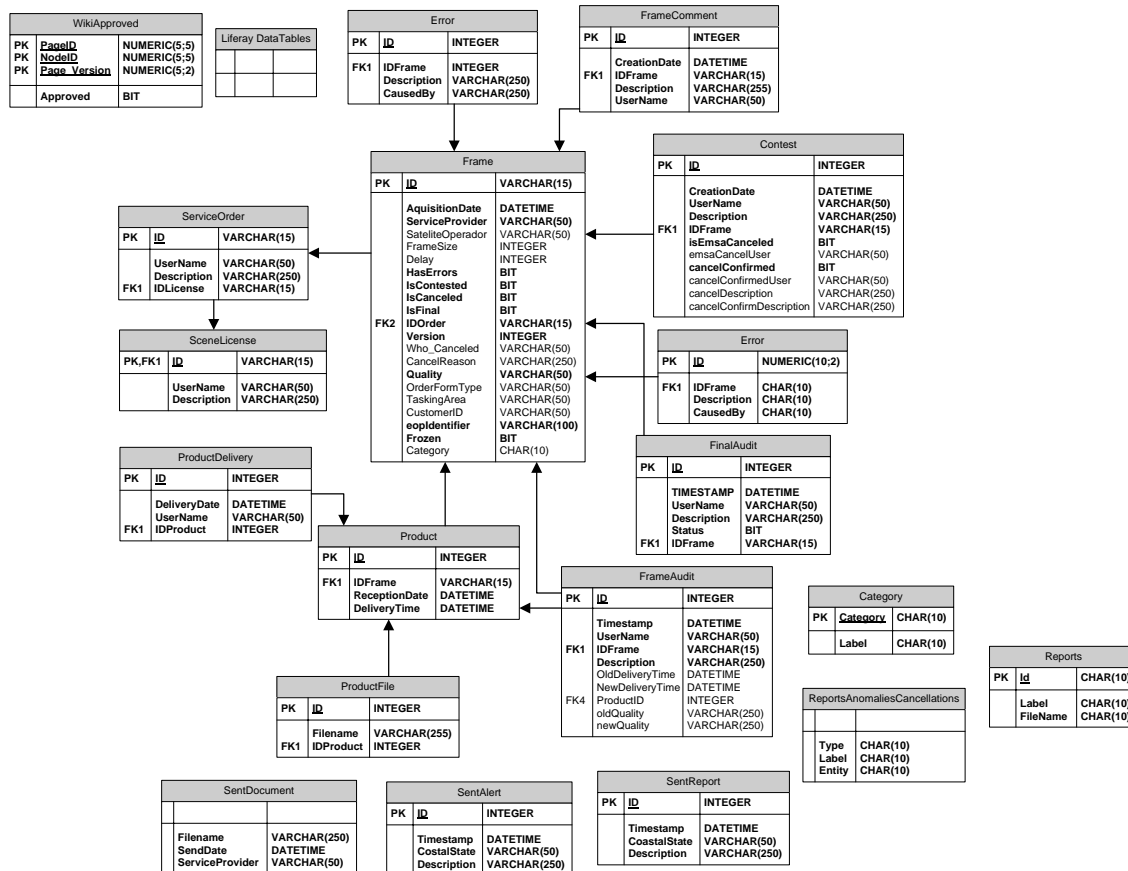 WikiApproved
PK PageID NUMERIC(5;5)
PK NodeID NUMERIC(5;5)
PK Page_Version NUMERIC(5;2)
Approved BIT
Liferay DataTables
Error
PK ID INTEGER
FK1 IDFrame INTEGER
Description VARCHAR(250)
CausedBy VARCHAR(250)
FrameComment
PK ID INTEGER
CreationDate DATETIME
FK1 IDFrame VARCHAR(15)
Description VARCHAR(255)
UserName VARCHAR(50)
Frame
PK ID VARCHAR(15)
AquisitionDate DATETIME
ServiceProvider VARCHAR(50)
SateliteOperador VARCHAR(50)
FrameSize INTEGER
Delay INTEGER
HasErrors BIT
IsContested BIT
IsCanceled BIT
IsFinal BIT
FK2 IDOrder VARCHAR(15)
Version INTEGER
Who_Canceled VARCHAR(50)
CancelReason VARCHAR(250)
Quality VARCHAR(50)
OrderFormType VARCHAR(50)
TaskingArea VARCHAR(50)
CustomerID VARCHAR(50)
eopIdentifier VARCHAR(100)
Frozen BIT
Category CHAR(10)
Contest
PK ID INTEGER
CreationDate DATETIME
UserName VARCHAR(50)
Description VARCHAR(250)
FK1 IDFrame VARCHAR(15)
isEmsaCanceled BIT
emsaCancelUser VARCHAR(50)
cancelConfirmed BIT
cancelConfirmedUser VARCHAR(50)
cancelDescription VARCHAR(250)
cancelConfirmDescription VARCHAR(250)
ServiceOrder
PK ID VARCHAR(15)
UserName VARCHAR(50)
Description VARCHAR(250)
FK1 IDLicense VARCHAR(15)
SceneLicense
PK,FK1 ID VARCHAR(15)
UserName VARCHAR(50)
Description VARCHAR(250)
Error
PK ID NUMERIC(10;2)
FK1 IDFrame CHAR(10)
Description CHAR(10)
CausedBy CHAR(10)
FinalAudit
PK ID INTEGER
TIMESTAMP DATETIME
UserName VARCHAR(50)
Description VARCHAR(250)
Status BIT
FK1 IDFrame VARCHAR(15)
ProductDelivery
PK ID INTEGER
DeliveryDate DATETIME
UserName VARCHAR(50)
FK1 IDProduct INTEGER
Product
PK ID INTEGER
FK1 IDFrame VARCHAR(15)
ReceptionDate DATETIME
DeliveryTime DATETIME
FrameAudit
PK ID INTEGER
Timestamp DATETIME
UserName VARCHAR(50)
FK1 IDFrame VARCHAR(15)
Description VARCHAR(250)
OldDeliveryTime DATETIME
NewDeliveryTime DATETIME
FK4 ProductID INTEGER
oldQuality VARCHAR(250)
newQuality VARCHAR(250)
Category
PK Category CHAR(10)
Label CHAR(10)
Reports
PK Id CHAR(10)
Label CHAR(10)
FileName CHAR(10)
ReportsAnomaliesCancellations
Type CHAR(10)
Label CHAR(10)
Entity CHAR(10)
ProductFile
PK ID INTEGER
Filename VARCHAR(255)
FK1 IDProduct INTEGER
SentDocument
Filename VARCHAR(250)
SendDate DATETIME
ServiceProvider VARCHAR(50)
SentAlert
PK ID INTEGER
Timestamp DATETIME
CostalState VARCHAR(50)
Description VARCHAR(250)
SentReport
PK ID INTEGER
Timestamp DATETIME
CoastalState VARCHAR(50)
Description VARCHAR(250)